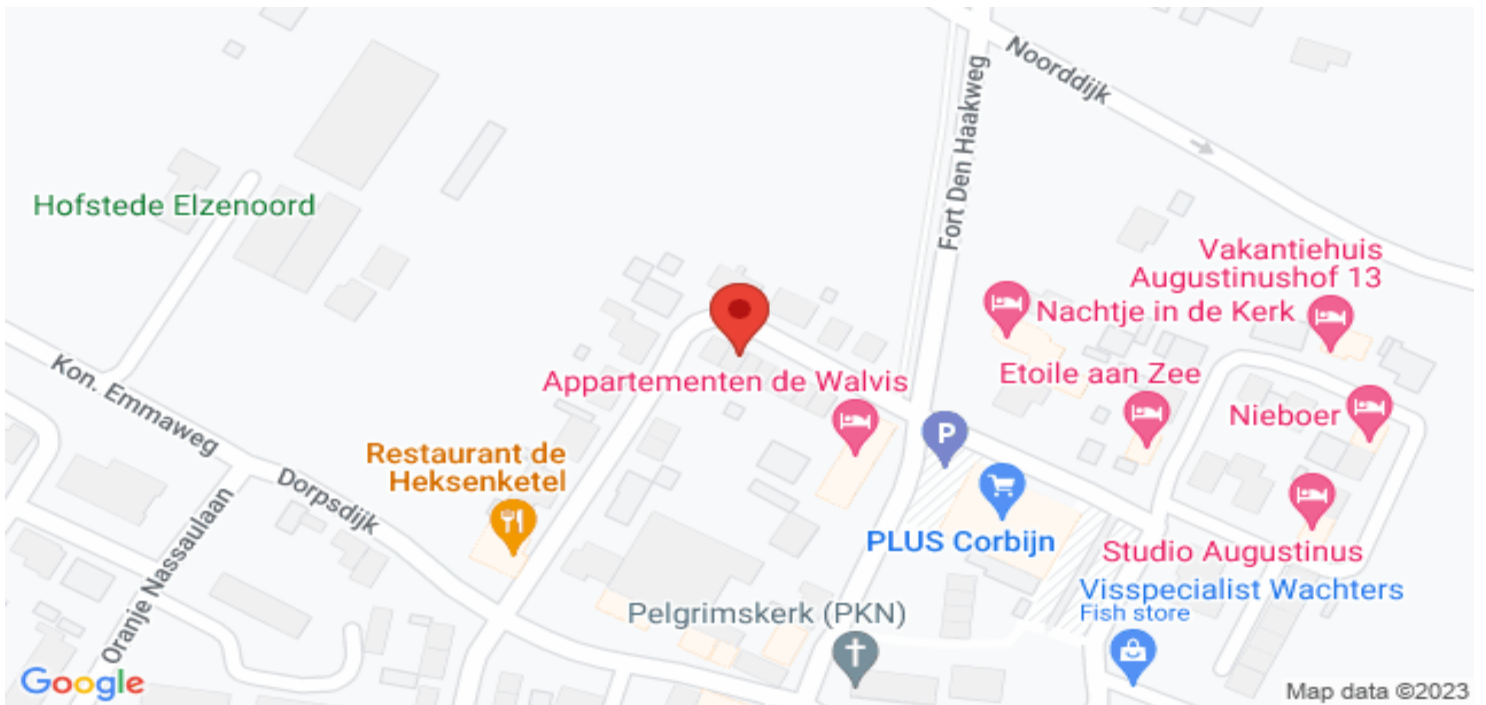 Noorddijk
Fort Den Haakweg
Hofstede Elzenoord
Vakantiehuis
Augustinushof 13
Nachtje in de Kerk
Appartementen de Walvis
Etoile aan Zee
Kon. Emmaweg
Nieboer
P
Restaurant de
Heksenketel
Dorpsdijk
PLUS Corbijn
Studio Augustinus
Oranje Nassaulaan
Visspecialist Wachters
Fish store
Pelgrimskerk (PKN)
Google
Map data ©2023